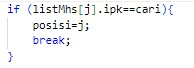 if (listMhs[j].ipk==cari){
posisi=j;
break;
}